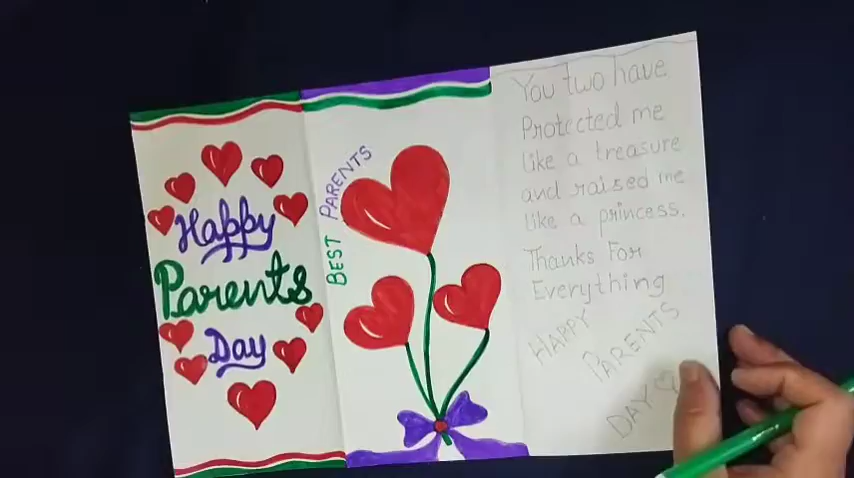 Happy
Parents
Day
BEST PARENTS
You two have
Protected me
like a treasure
and raised me
like a princess.
Thanks For
Everything
HAPPY
PARENTS
DAY